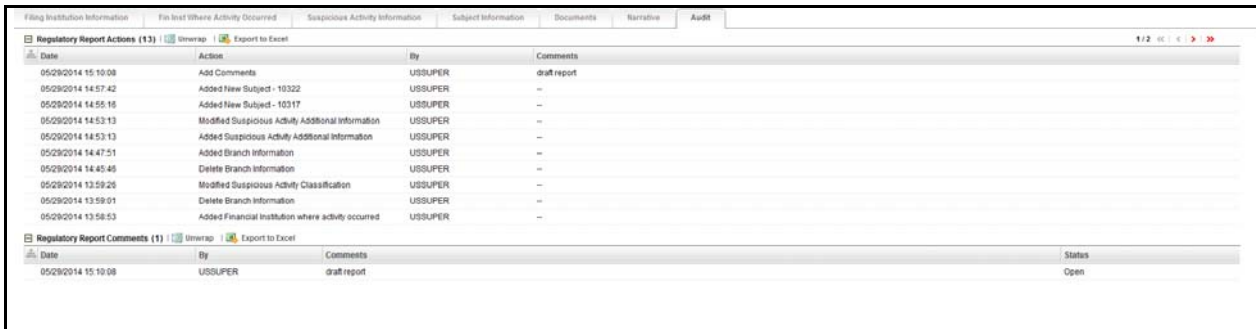 Filing Institution Information Fin Inst Where Activity Occurred Suspicious Activity Information Subject Information Documents Narrative Audit
Regulatory Report Actions (13) | Unwrap | Export to Excel 1 / 2
Date Action By Comments
05/29/2014 15:10:08 Add Comments USSUPER draft report
05/29/2014 14:57:42 Added New Subject - 10322 USSUPER --
05/29/2014 14:55:16 Added New Subject - 10317 USSUPER --
05/29/2014 14:53:13 Modified Suspicious Activity Additional Information USSUPER --
05/29/2014 14:53:13 Added Suspicious Activity Additional Information USSUPER --
05/29/2014 14:47:51 Added Branch Information USSUPER --
05/29/2014 14:45:46 Delete Branch Information USSUPER --
05/29/2014 13:59:26 Modified Suspicious Activity Classification USSUPER --
05/29/2014 13:59:01 Delete Branch Information USSUPER --
05/29/2014 13:58:53 Added Financial Institution where activity occurred USSUPER --
Regulatory Report Comments (1) | Unwrap | Export to Excel
Date By Comments Status
05/29/2014 15:10:08 USSUPER draft report Open